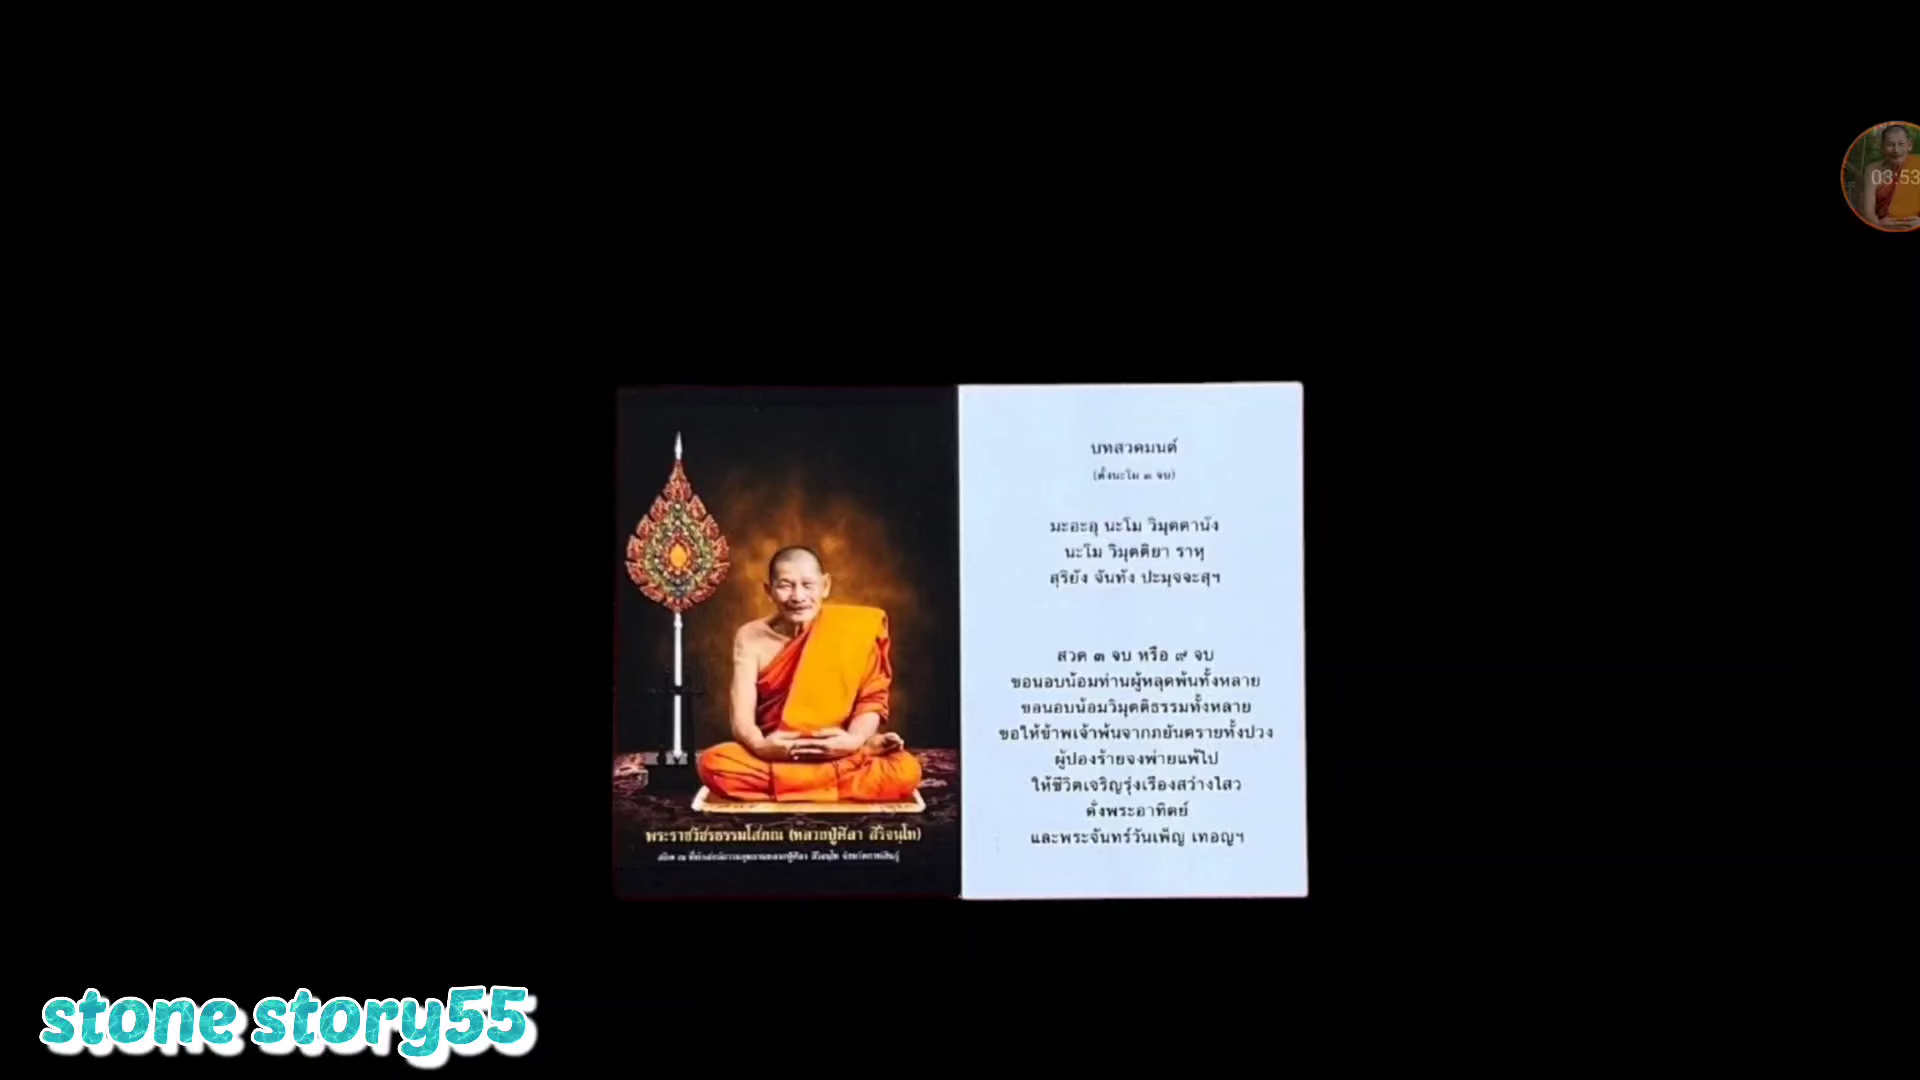 03:53
พระราชวัชรธรรมโสภณ (หลวงปู่ศิลา สิริจนฺโท)
บทสวดมนต์
(ตั้งนะโม ๓ จบ)
มะอะอุ นะโม วิมุตตานัง
นะโม วิมุตติยา ราหุ
สุริยัง จันทัง ปะมุจจะสุฯ
สวด ๓ จบ หรือ ๙ จบ
ขอนอบน้อมท่านผู้หลุดพ้นทั้งหลาย
ขอนอบน้อมวิมุตติธรรมทั้งหลาย
ขอให้ข้าพเจ้าพ้นจากภยันตรายทั้งปวง
ผู้ปองร้ายจงพ่ายแพ้ไป
ให้ชีวิตเจริญรุ่งเรืองสว่างไสว
ดั่งพระอาทิตย์
และพระจันทร์วันเพ็ญ เทอญฯ
stone story55